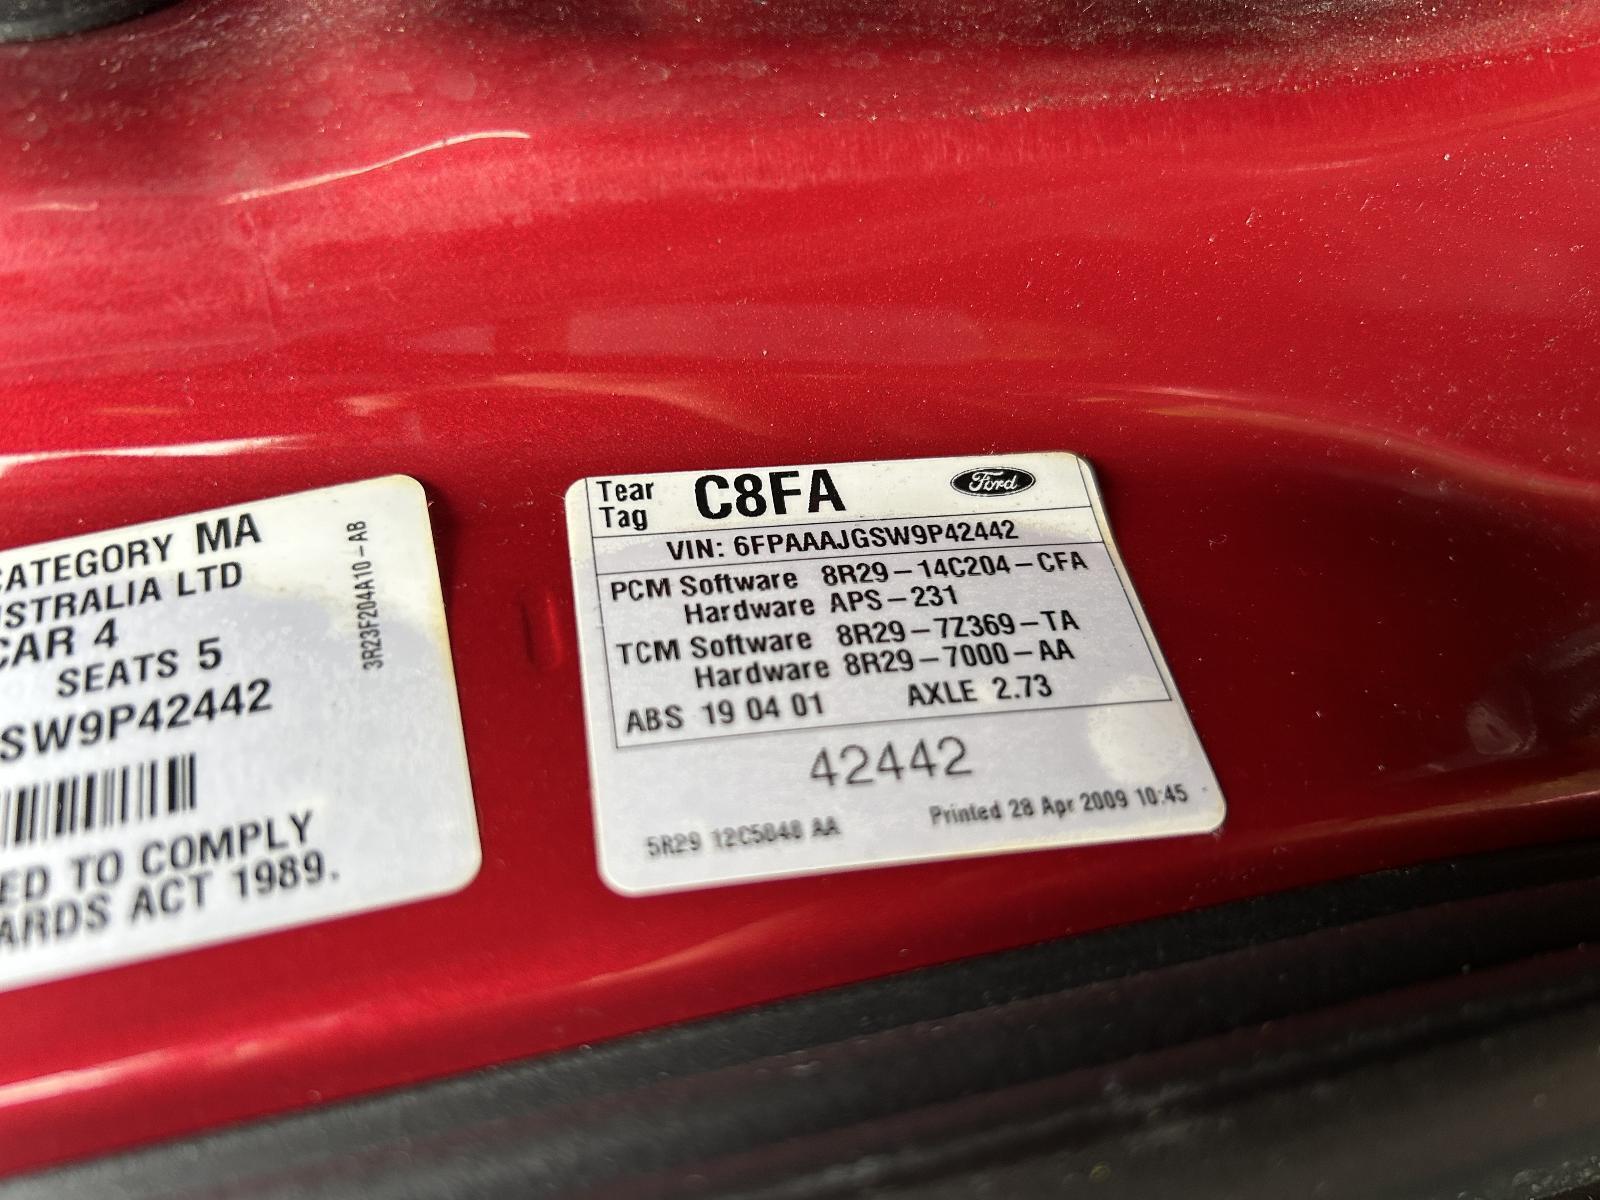 CATEGORY MA
USTRALIA LTD
CAR 4
SEATS 5
SW9P42442
ED TO COMPLY
ARDS ACT 1989.
3R23F204A10-AB
Tear Tag C8FA Ford
VIN: 6FPAAAJGSW9P42442
PCM Software 8R29-14C204-CFA
Hardware APS-231
TCM Software 8R29-7Z369-TA
Hardware 8R29-7000-AA
ABS 19 04 01 AXLE 2.73
42442
5R29 12C5048 AA Printed 28 Apr 2009 10:45